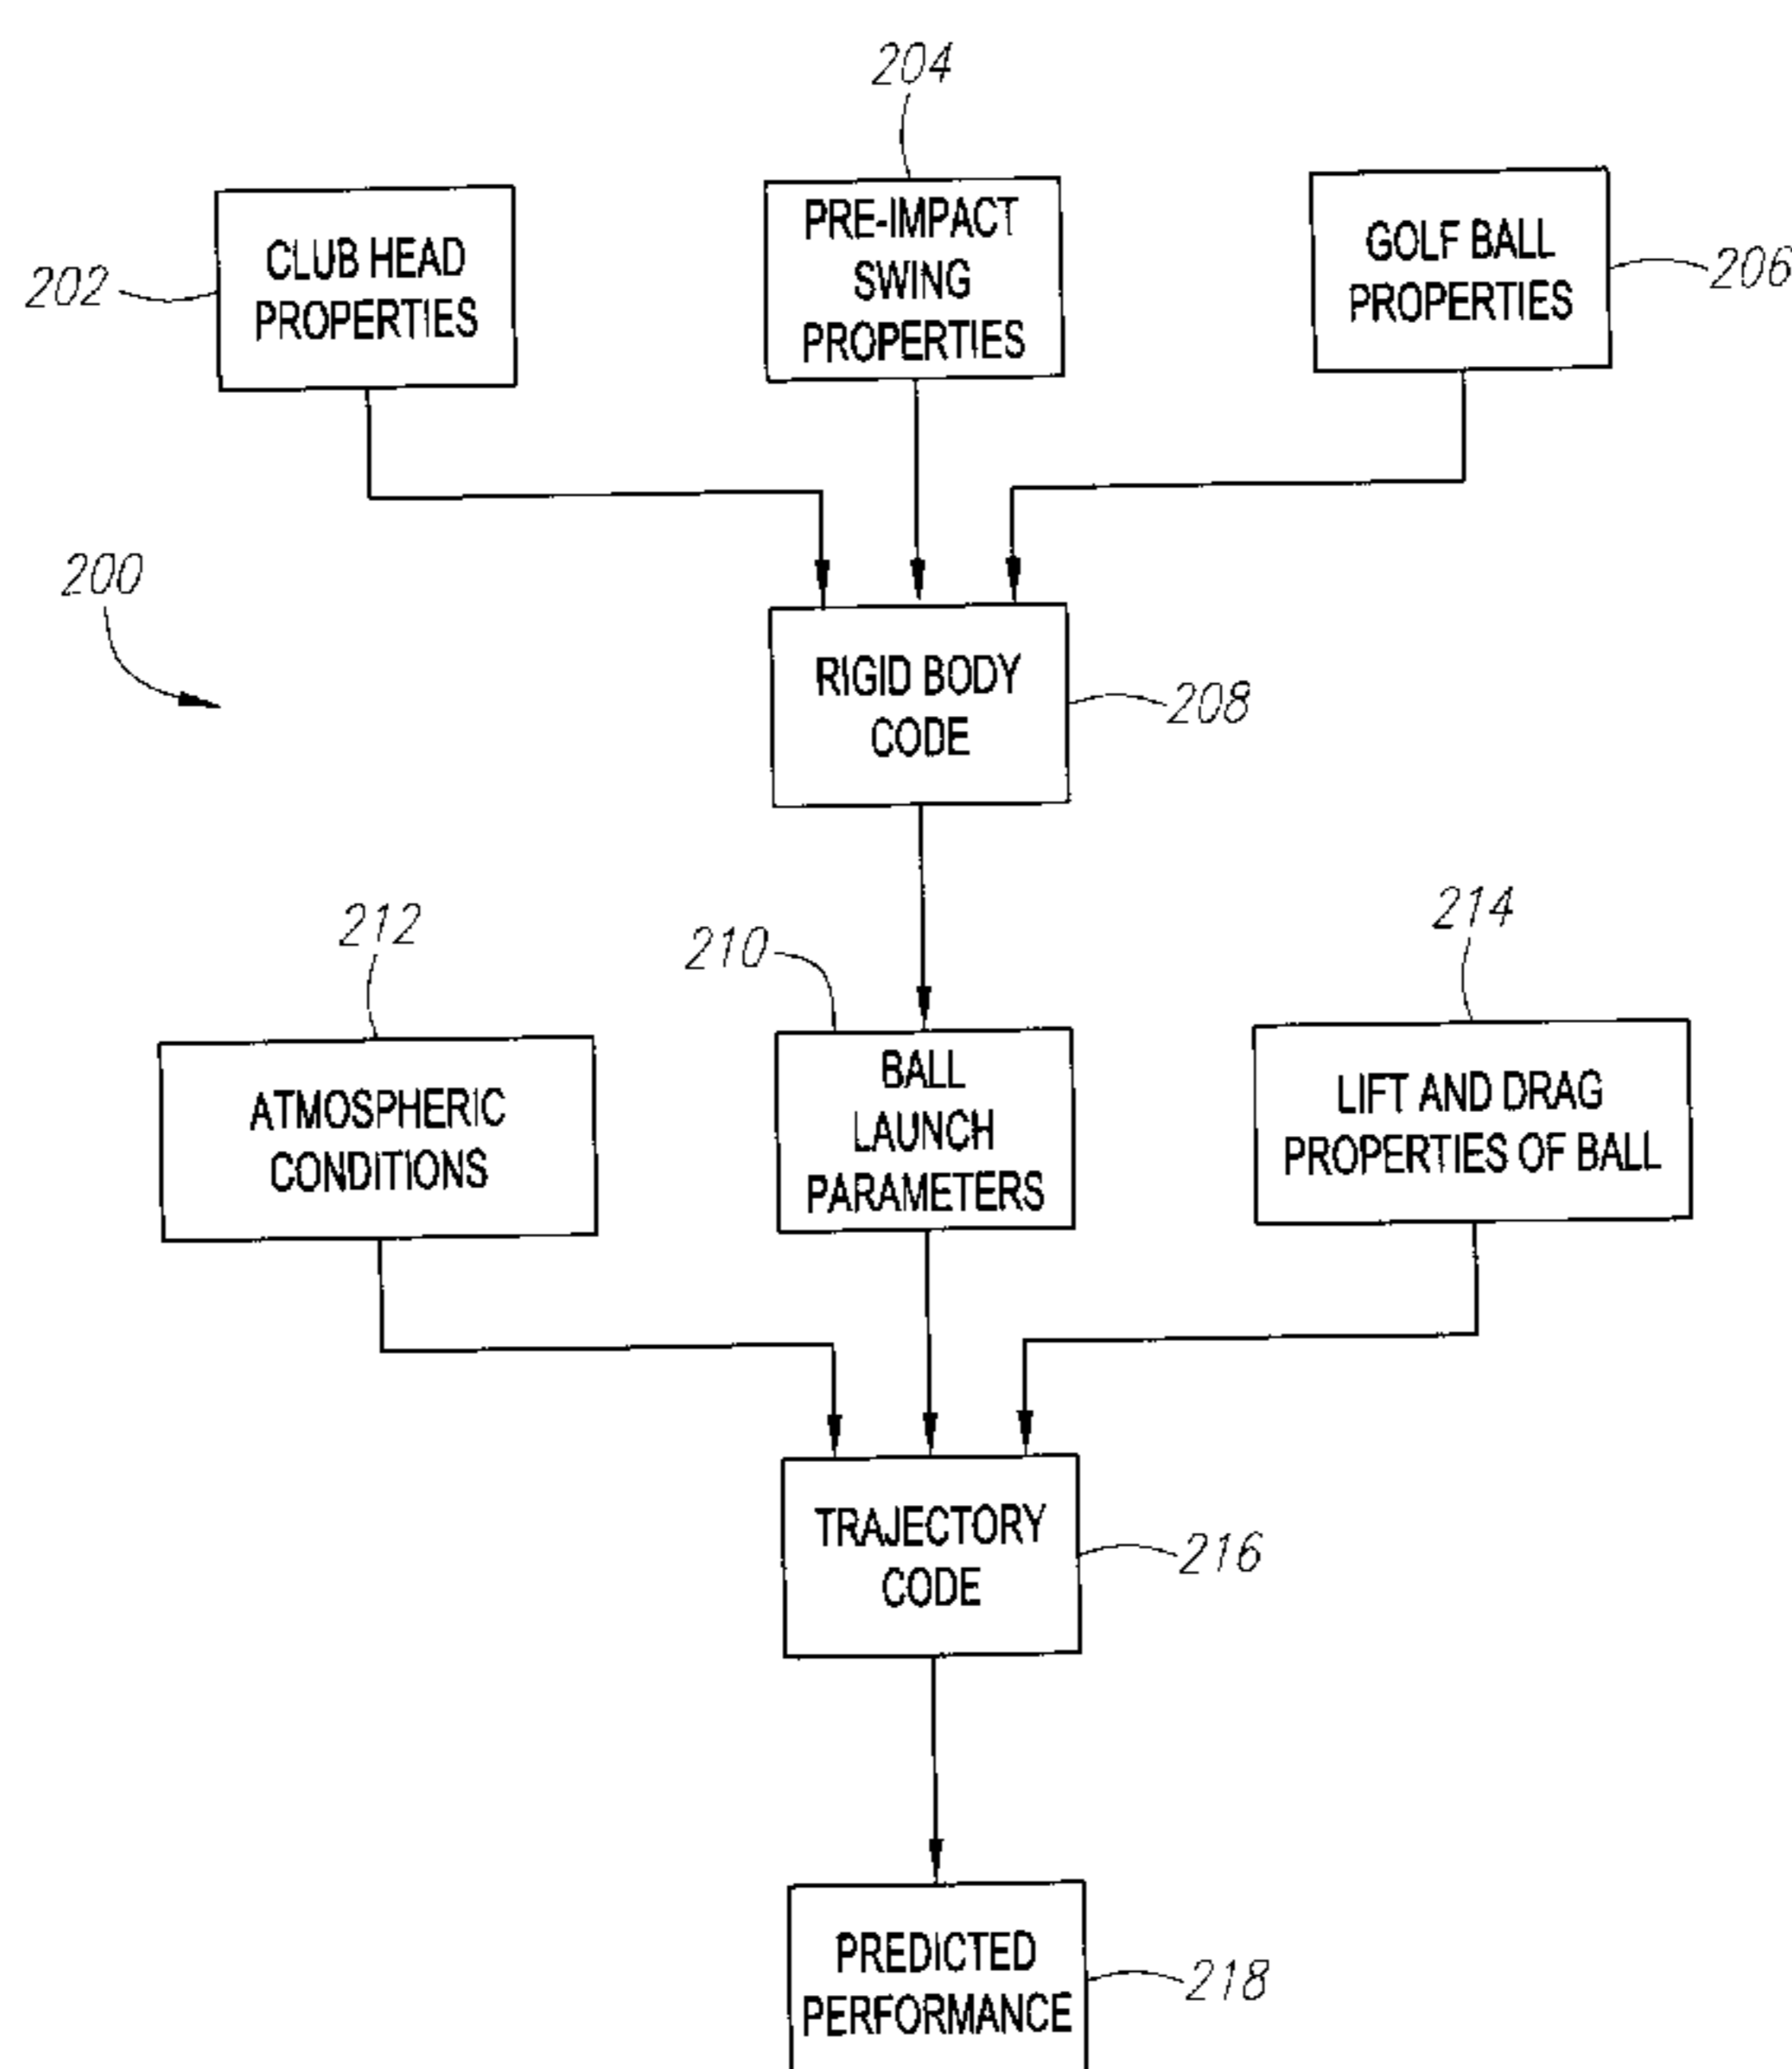 204
CLUB HEAD
PROPERTIES
202
PRE-IMPACT
SWING
PROPERTIES
GOLF BALL
PROPERTIES
206
200
RIGID BODY
CODE
208
212
210
214
ATMOSPHERIC
CONDITIONS
BALL
LAUNCH
PARAMETERS
LIFT AND DRAG
PROPERTIES OF BALL
TRAJECTORY
CODE
216
PREDICTED
PERFORMANCE
218